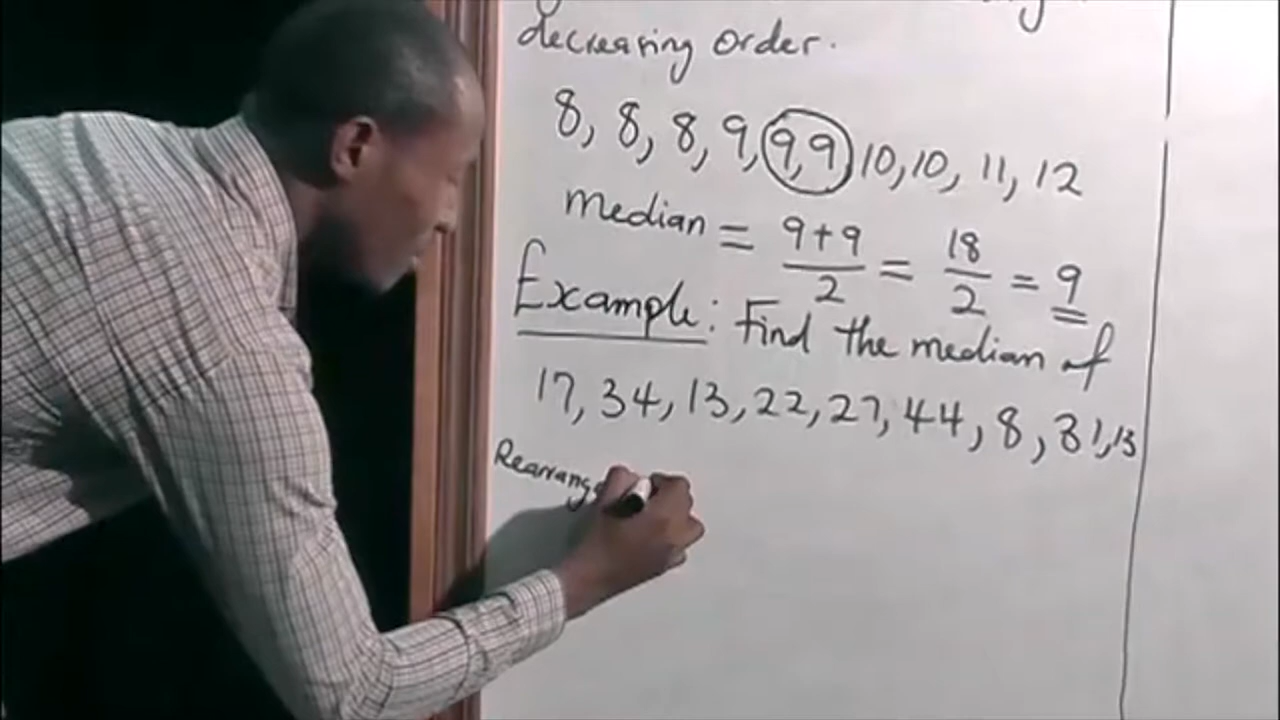 decreasing order.
8, 8, 8, 9, 9, 9 10, 10, 11, 12
median = 9+9/2 = 18/2 = 9
Example: Find the median of
17, 34, 13, 22, 27, 44, 8, 31, 13
Rearrange